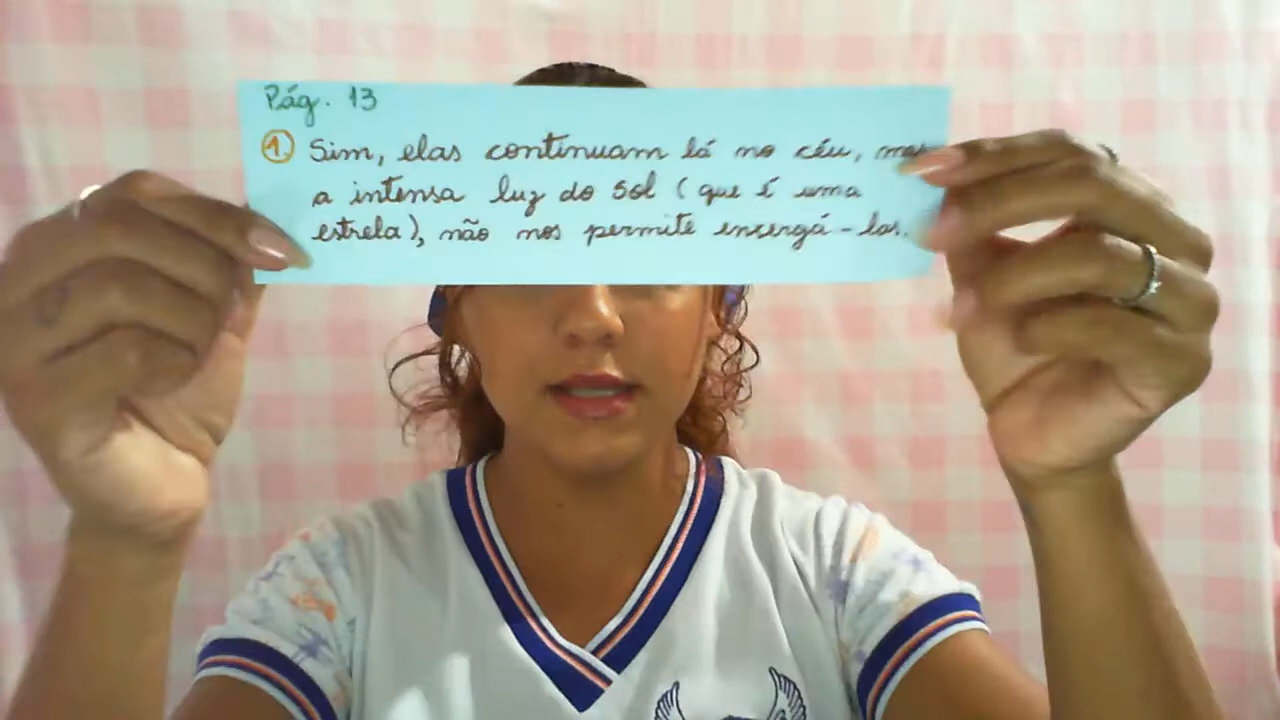 Pág. 13
1. Sim, elas continuam lá no céu, mas
a intensa luz do Sol (que é uma
estrela), não nos permite enxergá-las.